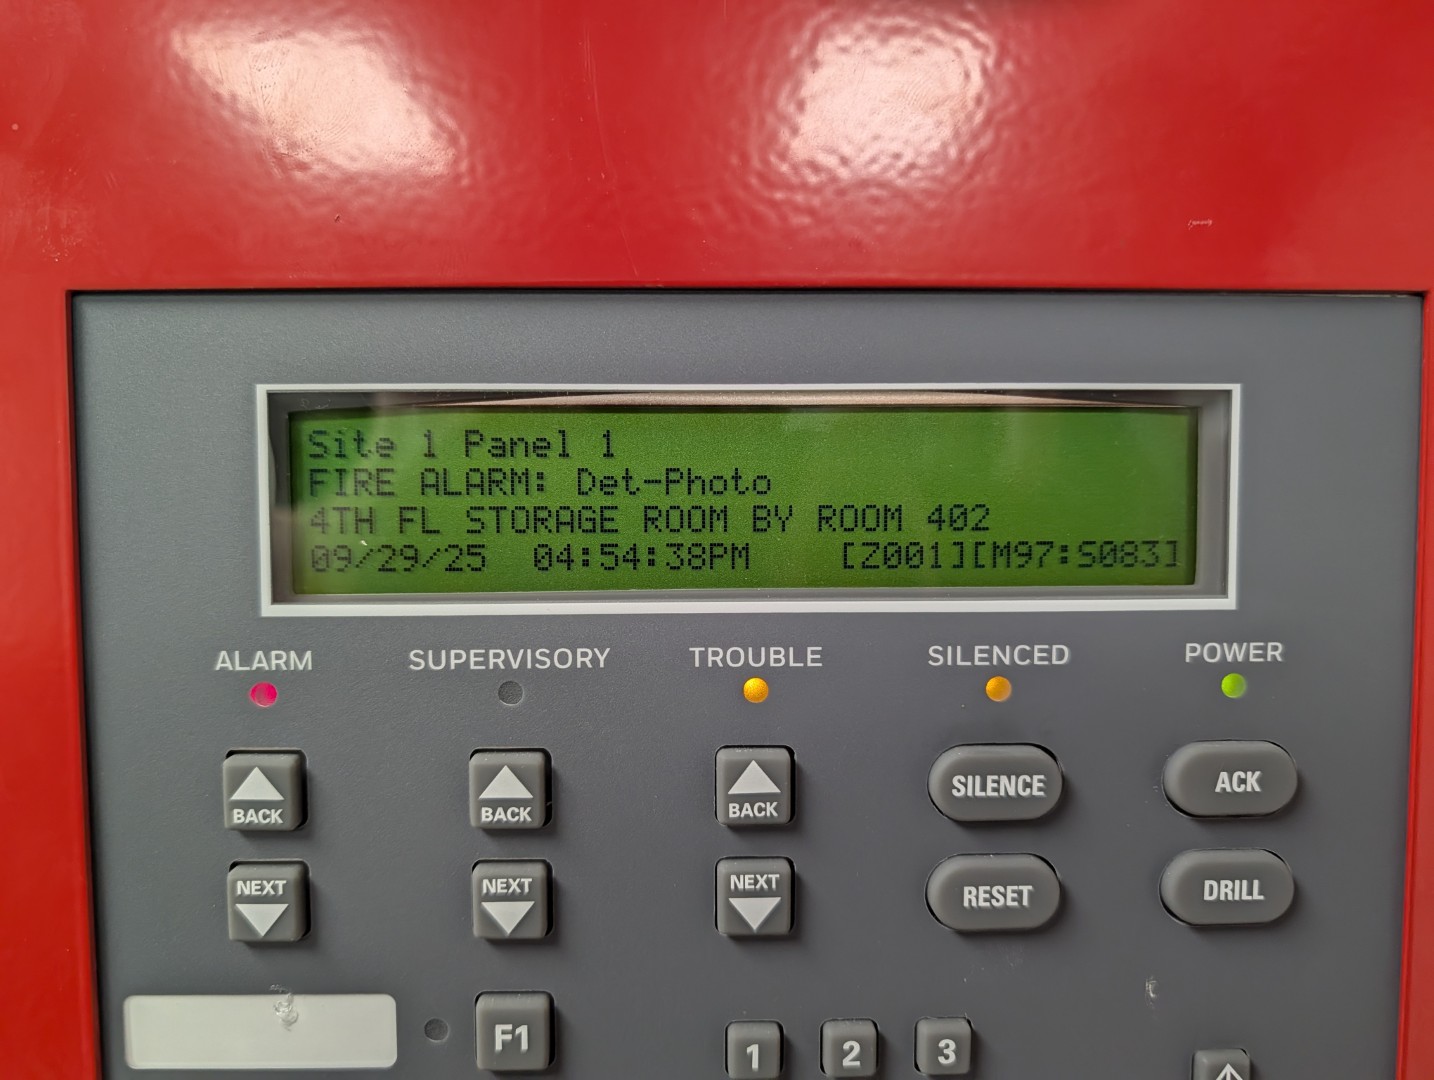 Site 1 Panel 1
FIRE ALARM: Det-Photo
4TH FL STORAGE ROOM BY ROOM 402
09/29/25 04:54:38PM [Z001][M97:S083]
ALARM SUPERVISORY TROUBLE SILENCED POWER
BACK BACK BACK SILENCE ACK
NEXT NEXT NEXT RESET DRILL
F1 1 2 3